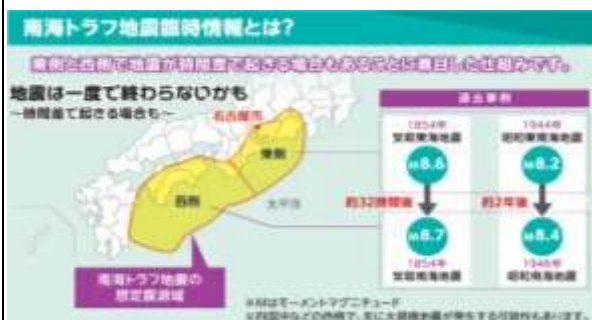 南海トラフ地震臨時情報とは?
東側と西側で地震が時間差で起きる場合もあることに着目した仕組みです。
地震は一度で終わらないかも
~時間差で起きる場合も~
名古屋市
東側
西側
太平洋
南海トラフ地震の
想定震源域
過去事例
1854年
安政東海地震
M8.6
約32時間後
M8.7
1854年
安政南海地震
1944年
昭和東南海地震
M8.2
約2年後
M8.4
1946年
昭和南海地震
※Mはモーメントマグニチュード